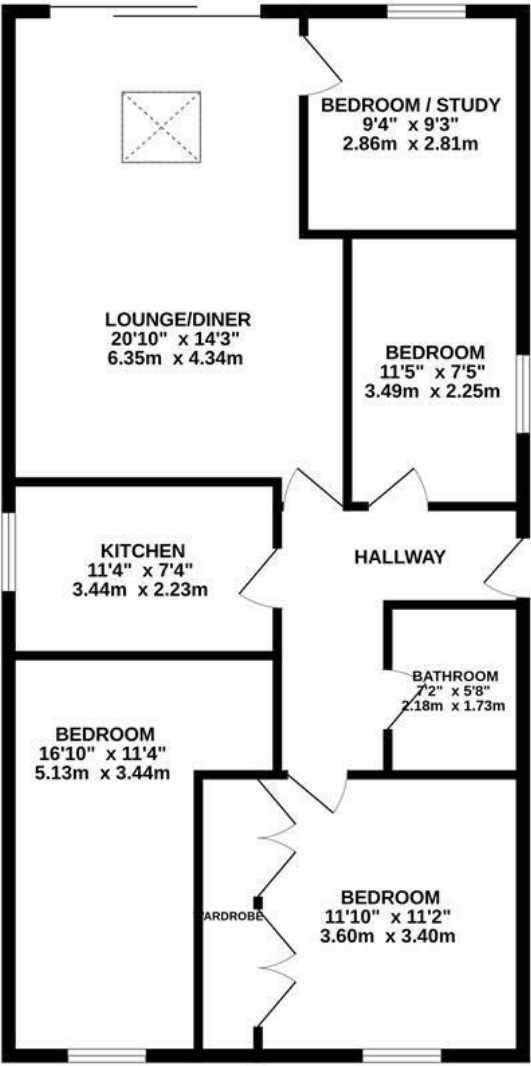 BEDROOM / STUDY
9'4" x 9'3"
2.86m x 2.81m
LOUNGE/DINER
20'10" x 14'3"
6.35m x 4.34m
BEDROOM
11'5" x 7'5"
3.49m x 2.25m
KITCHEN
11'4" x 7'4"
3.44m x 2.23m
HALLWAY
BATHROOM
7'2" x 5'8"
2.18m x 1.73m
BEDROOM
16'10" x 11'4"
5.13m x 3.44m
ARDROBE
BEDROOM
11'10" x 11'2"
3.60m x 3.40m